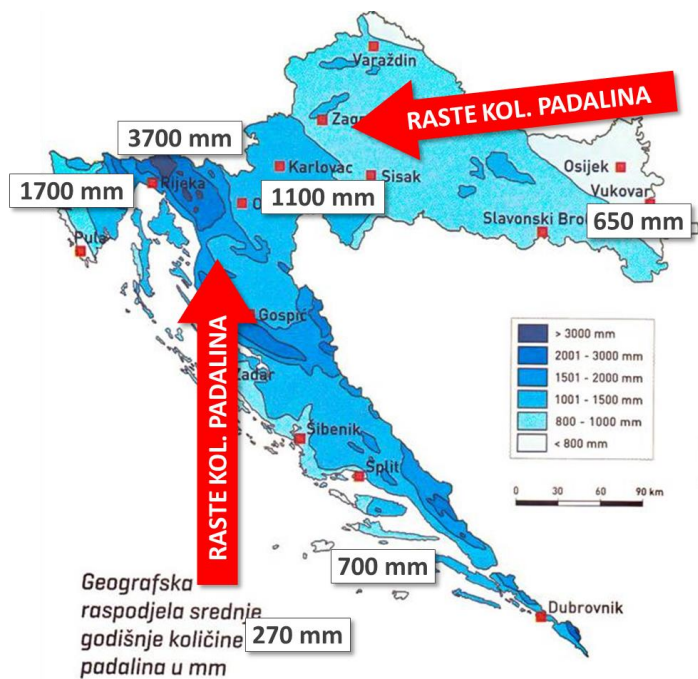 Varaždin
Zag
RASTE KOL. PADALINA
3700 mm
Karlovac
Osijek
Rijeka
1700 mm
1100 mm
Sisak
Vukovar
O
Slavonski Bro
650 mm
Pula
Gospić
RASTE KOL. PADALINA
> 3000 mm
2001 - 3000 mm
1501 - 2000 mm
1001 - 1500 mm
800 - 1000 mm
< 800 mm
Zadar
Šibenik
Split
0 30 60 90 km
700 mm
Geografska
raspodjela srednje
godišnje količine
padalina u mm
270 mm
Dubrovnik